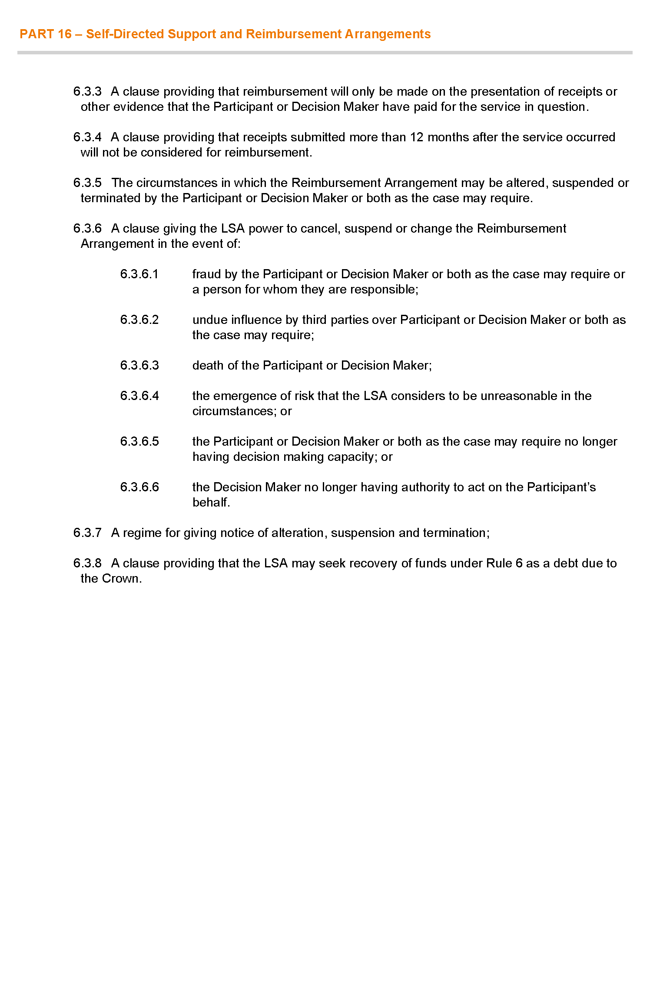 PART 16 – Self-Directed Support and Reimbursement Arrangements
6.3.3 A clause providing that reimbursement will only be made on the presentation of receipts or
other evidence that the Participant or Decision Maker have paid for the service in question.
6.3.4 A clause providing that receipts submitted more than 12 months after the service occurred
will not be considered for reimbursement.
6.3.5 The circumstances in which the Reimbursement Arrangement may be altered, suspended or
terminated by the Participant or Decision Maker or both as the case may require.
6.3.6 A clause giving the LSA power to cancel, suspend or change the Reimbursement
Arrangement in the event of:
6.3.6.1 fraud by the Participant or Decision Maker or both as the case may require or
a person for whom they are responsible;
6.3.6.2 undue influence by third parties over Participant or Decision Maker or both as
the case may require;
6.3.6.3 death of the Participant or Decision Maker;
6.3.6.4 the emergence of risk that the LSA considers to be unreasonable in the
circumstances; or
6.3.6.5 the Participant or Decision Maker or both as the case may require no longer
having decision making capacity; or
6.3.6.6 the Decision Maker no longer having authority to act on the Participant’s
behalf.
6.3.7 A regime for giving notice of alteration, suspension and termination;
6.3.8 A clause providing that the LSA may seek recovery of funds under Rule 6 as a debt due to
the Crown.